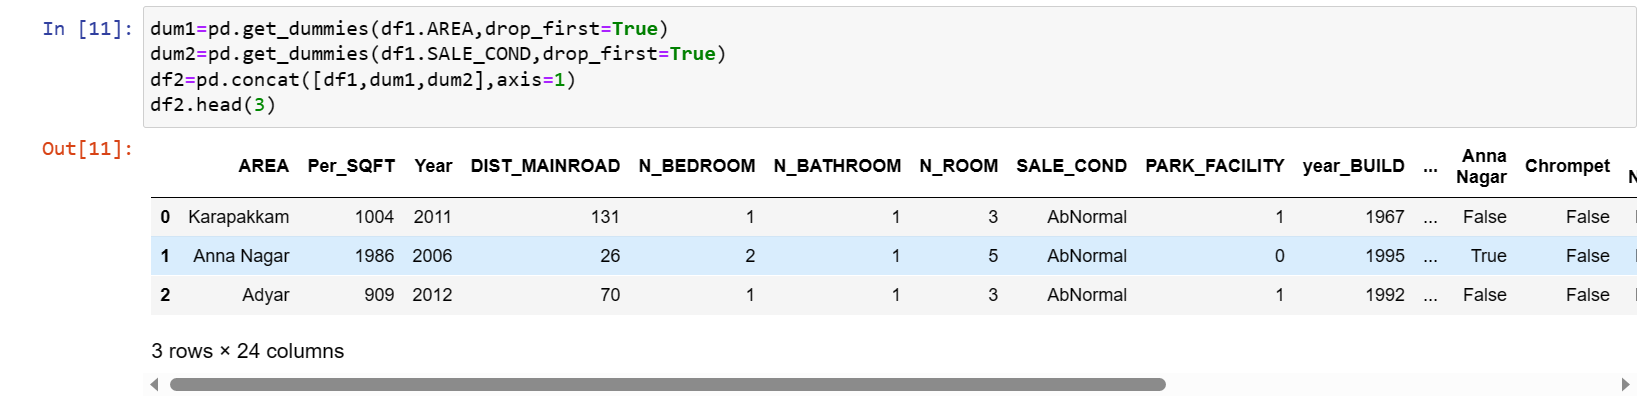 In [11]: dum1=pd.get_dummies(df1.AREA,drop_first=True)
dum2=pd.get_dummies(df1.SALE_COND,drop_first=True)
df2=pd.concat([df1,dum1,dum2],axis=1)
df2.head(3)
Out[11]:
AREA Per_SQFT Year DIST_MAINROAD N_BEDROOM N_BATHROOM N_ROOM SALE_COND PARK_FACILITY year_BUILD ... Anna Nagar Chrompet
0 Karapakkam 1004 2011 131 1 1 3 AbNormal 1 1967 ... False False
1 Anna Nagar 1986 2006 26 2 1 5 AbNormal 0 1995 ... True False
2 Adyar 909 2012 70 1 1 3 AbNormal 1 1992 ... False False
3 rows × 24 columns